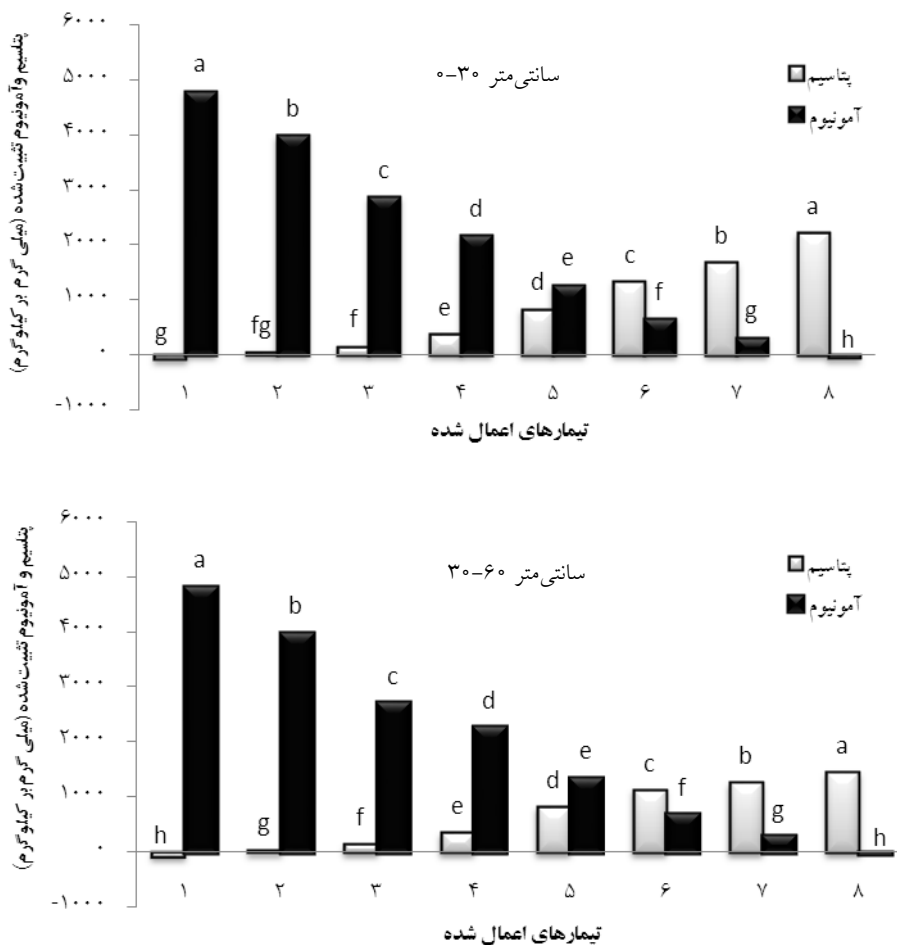 ۶۰۰۰
۵۰۰۰
۴۰۰۰
۳۰۰۰
۲۰۰۰
۱۰۰۰
۰
-۱۰۰۰
پتاسیم و آمونیوم تثبیت شده (میلی گرم بر کیلوگرم)
سانتی‌متر ۳۰-۰
پتاسیم
آمونیوم
a
b
c
d
e
f
g
h
g
fg
f
e
d
c
b
a
۱ ۲ ۳ ۴ ۵ ۶ ۷ ۸
تیمارهای اعمال شده
۶۰۰۰
۵۰۰۰
۴۰۰۰
۳۰۰۰
۲۰۰۰
۱۰۰۰
۰
-۱۰۰۰
پتاسیم و آمونیوم تثبیت شده (میلی گرم بر کیلوگرم)
سانتی‌متر ۶۰-۳۰
پتاسیم
آمونیوم
a
b
c
d
e
f
g
h
h
g
f
e
d
c
b
a
۱ ۲ ۳ ۴ ۵ ۶ ۷ ۸
تیمارهای اعمال شده